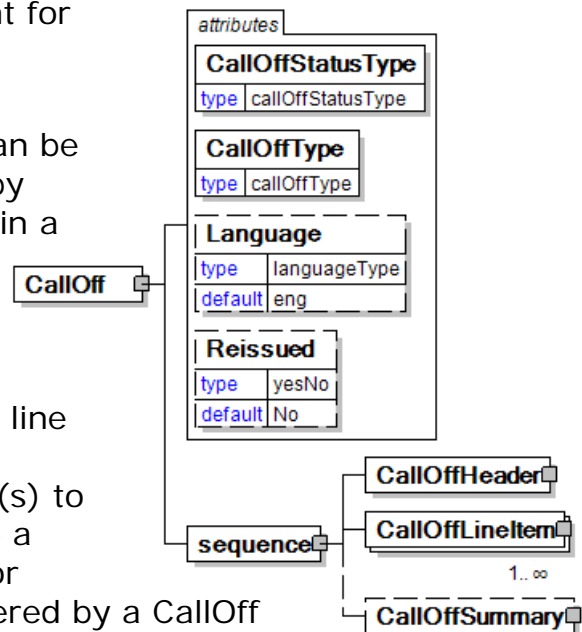 t for
an be
by
in a
line
(s) to
a
or
ered by a CallOff
attributes
CallOffStatusType
type callOffStatusType
CallOffType
type callOffType
Language
type languageType
default eng
Reissued
type yesNo
default No
CallOff
sequence
CallOffHeader
CallOffLineItem
1.. ∞
CallOffSummary